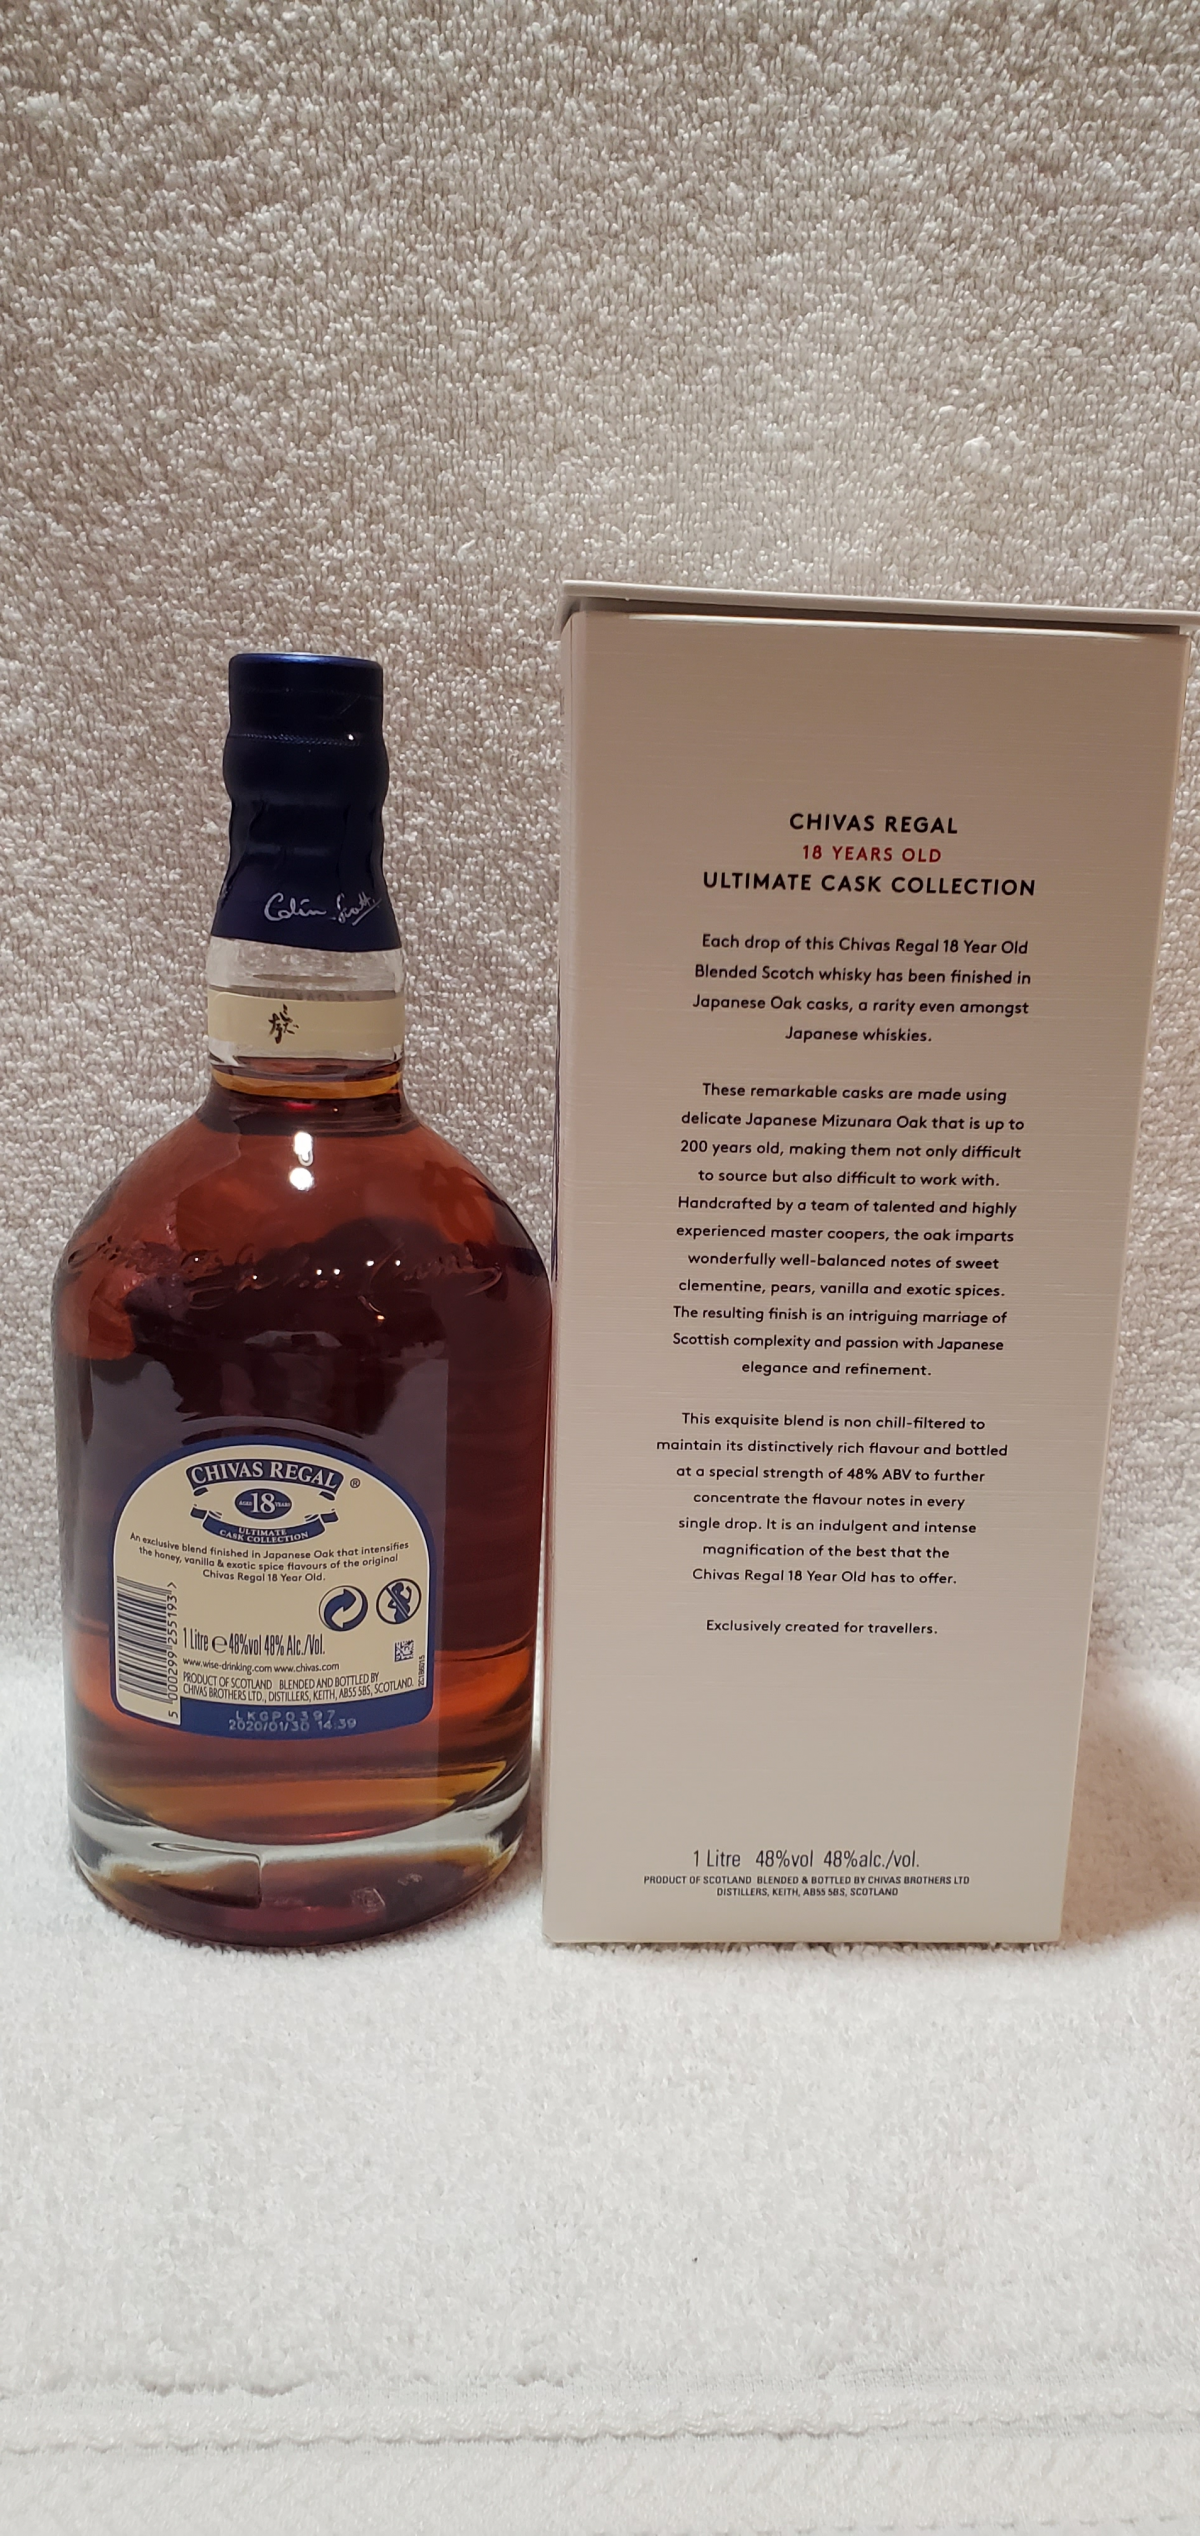 Colin Scott
發
CHIVAS REGAL ®
AGED 18 YEARS
ULTIMATE
CASK COLLECTION
An exclusive blend finished in Japanese Oak that intensifies
the honey, vanilla & exotic spice flavours of the original
Chivas Regal 18 Year Old.
5 000299 255193 >
1 Litre ℮ 48%vol 48% Alc./Vol.
www.wise-drinking.com www.chivas.com
PRODUCT OF SCOTLAND BLENDED AND BOTTLED BY
CHIVAS BROTHERS LTD., DISTILLERS, KEITH, AB55 5BS, SCOTLAND.
LKGP0397
2020/01/30 14:39
CHIVAS REGAL
18 YEARS OLD
ULTIMATE CASK COLLECTION
Each drop of this Chivas Regal 18 Year Old
Blended Scotch whisky has been finished in
Japanese Oak casks, a rarity even amongst
Japanese whiskies.
These remarkable casks are made using
delicate Japanese Mizunara Oak that is up to
200 years old, making them not only difficult
to source but also difficult to work with.
Handcrafted by a team of talented and highly
experienced master coopers, the oak imparts
wonderfully well-balanced notes of sweet
clementine, pears, vanilla and exotic spices.
The resulting finish is an intriguing marriage of
Scottish complexity and passion with Japanese
elegance and refinement.
This exquisite blend is non chill-filtered to
maintain its distinctively rich flavour and bottled
at a special strength of 48% ABV to further
concentrate the flavour notes in every
single drop. It is an indulgent and intense
magnification of the best that the
Chivas Regal 18 Year Old has to offer.
Exclusively created for travellers.
1 Litre 48%vol 48%alc./vol.
PRODUCT OF SCOTLAND BLENDED & BOTTLED BY CHIVAS BROTHERS LTD
DISTILLERS, KEITH, AB55 5BS, SCOTLAND